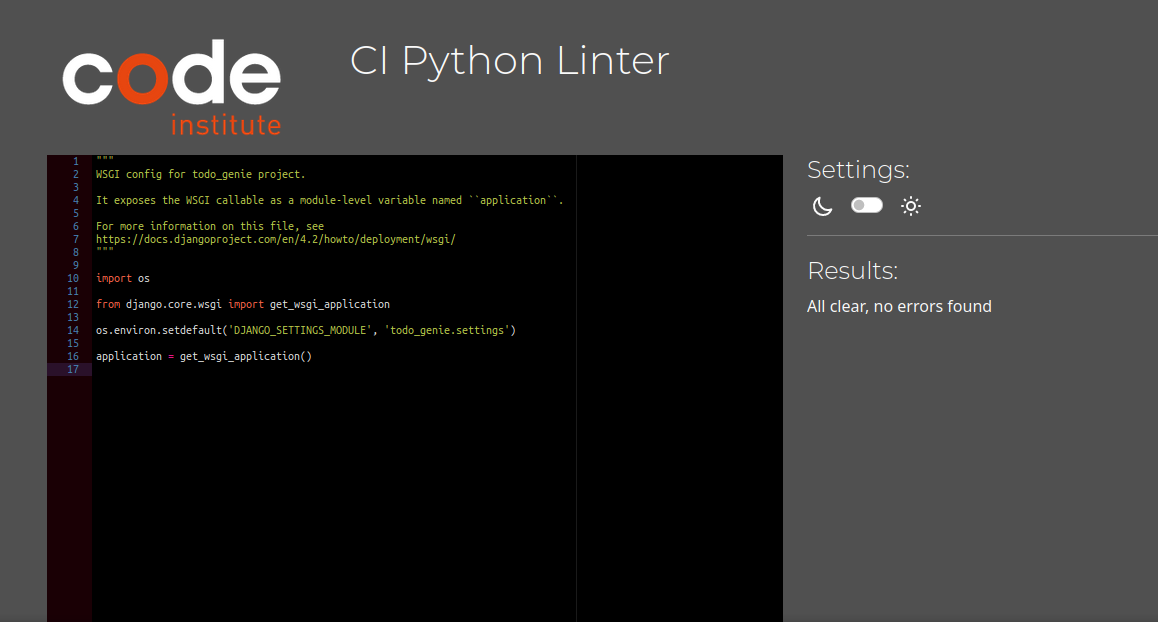 code
institute
CI Python Linter
1 """
2 WSGI config for todo_genie project.
3
4 It exposes the WSGI callable as a module-level variable named ``application``.
5
6 For more information on this file, see
7 https://docs.djangoproject.com/en/4.2/howto/deployment/wsgi/
8 """
9
10 import os
11
12 from django.core.wsgi import get_wsgi_application
13
14 os.environ.setdefault('DJANGO_SETTINGS_MODULE', 'todo_genie.settings')
15
16 application = get_wsgi_application()
17
Settings:
Results:
All clear, no errors found